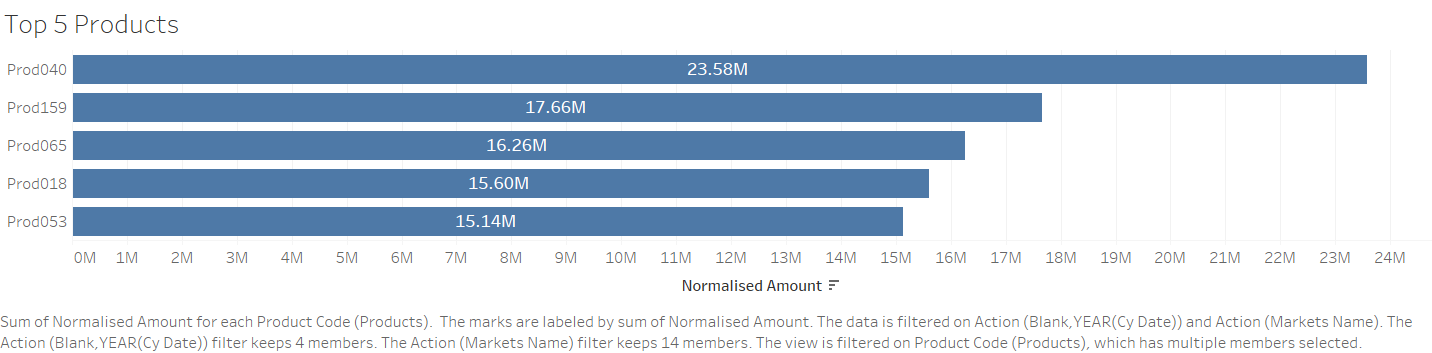 Top 5 Products
Prod040 23.58M
Prod159 17.66M
Prod065 16.26M
Prod018 15.60M
Prod053 15.14M
0M 1M 2M 3M 4M 5M 6M 7M 8M 9M 10M 11M 12M 13M 14M 15M 16M 17M 18M 19M 20M 21M 22M 23M 24M
Normalised Amount
Sum of Normalised Amount for each Product Code (Products).  The marks are labeled by sum of Normalised Amount. The data is filtered on Action (Blank,YEAR(Cy Date)) and Action (Markets Name). The
Action (Blank,YEAR(Cy Date)) filter keeps 4 members. The Action (Markets Name) filter keeps 14 members. The view is filtered on Product Code (Products), which has multiple members selected.